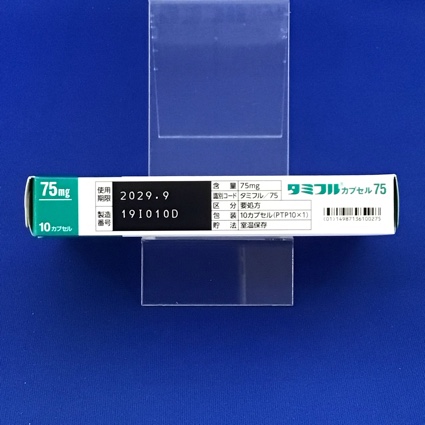 75mg
10カプセル
使用期限 2029.9
製造番号 19I010D
含量 75mg
識別コード タミフル/75
区分 要処方
包装 10カプセル(PTP10×1)
貯法 室温保存
タミフル カプセル75
(01)14987136100275